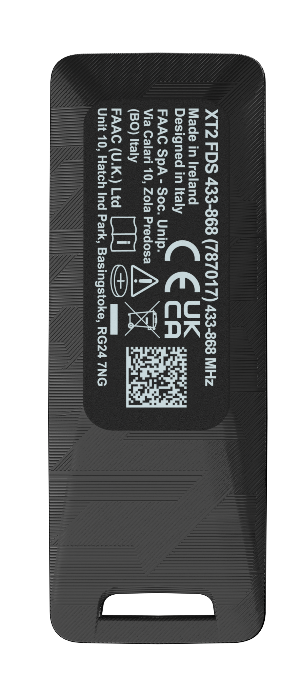 XT2 FDS 433-868 (787017) 433-868 MHz
Made in Ireland
Designed in Italy
FAAC SpA - Soc. Unip.
Via Calari 10, Zola Predosa
(BO) Italy
FAAC (U.K.) Ltd
Unit 10, Hatch Ind Park, Basingstoke, RG24 7NG
CE
UK
CA